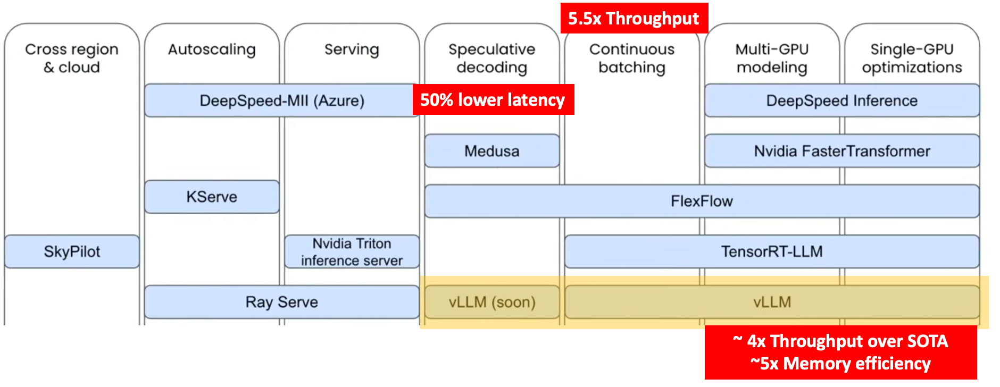 5.5x Throughput
Cross region
& cloud
Autoscaling
Serving
Speculative
decoding
Continuous
batching
Multi-GPU
modeling
Single-GPU
optimizations
DeepSpeed-MII (Azure)
50% lower latency
DeepSpeed Inference
Medusa
Nvidia FasterTransformer
KServe
FlexFlow
SkyPilot
Nvidia Triton
inference server
TensorRT-LLM
Ray Serve
vLLM (soon)
vLLM
~ 4x Throughput over SOTA
~5x Memory efficiency